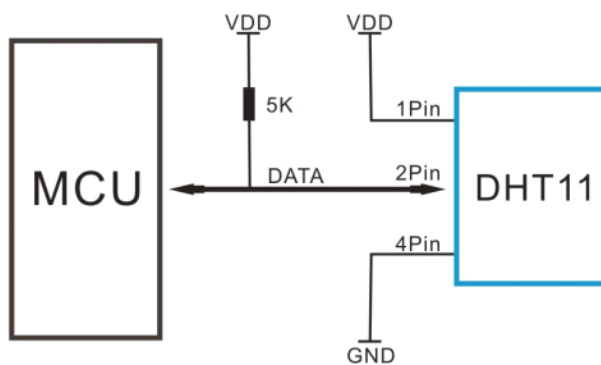 VDD
VDD
5K
1Pin
MCU
DATA
2Pin
DHT11
4Pin
GND